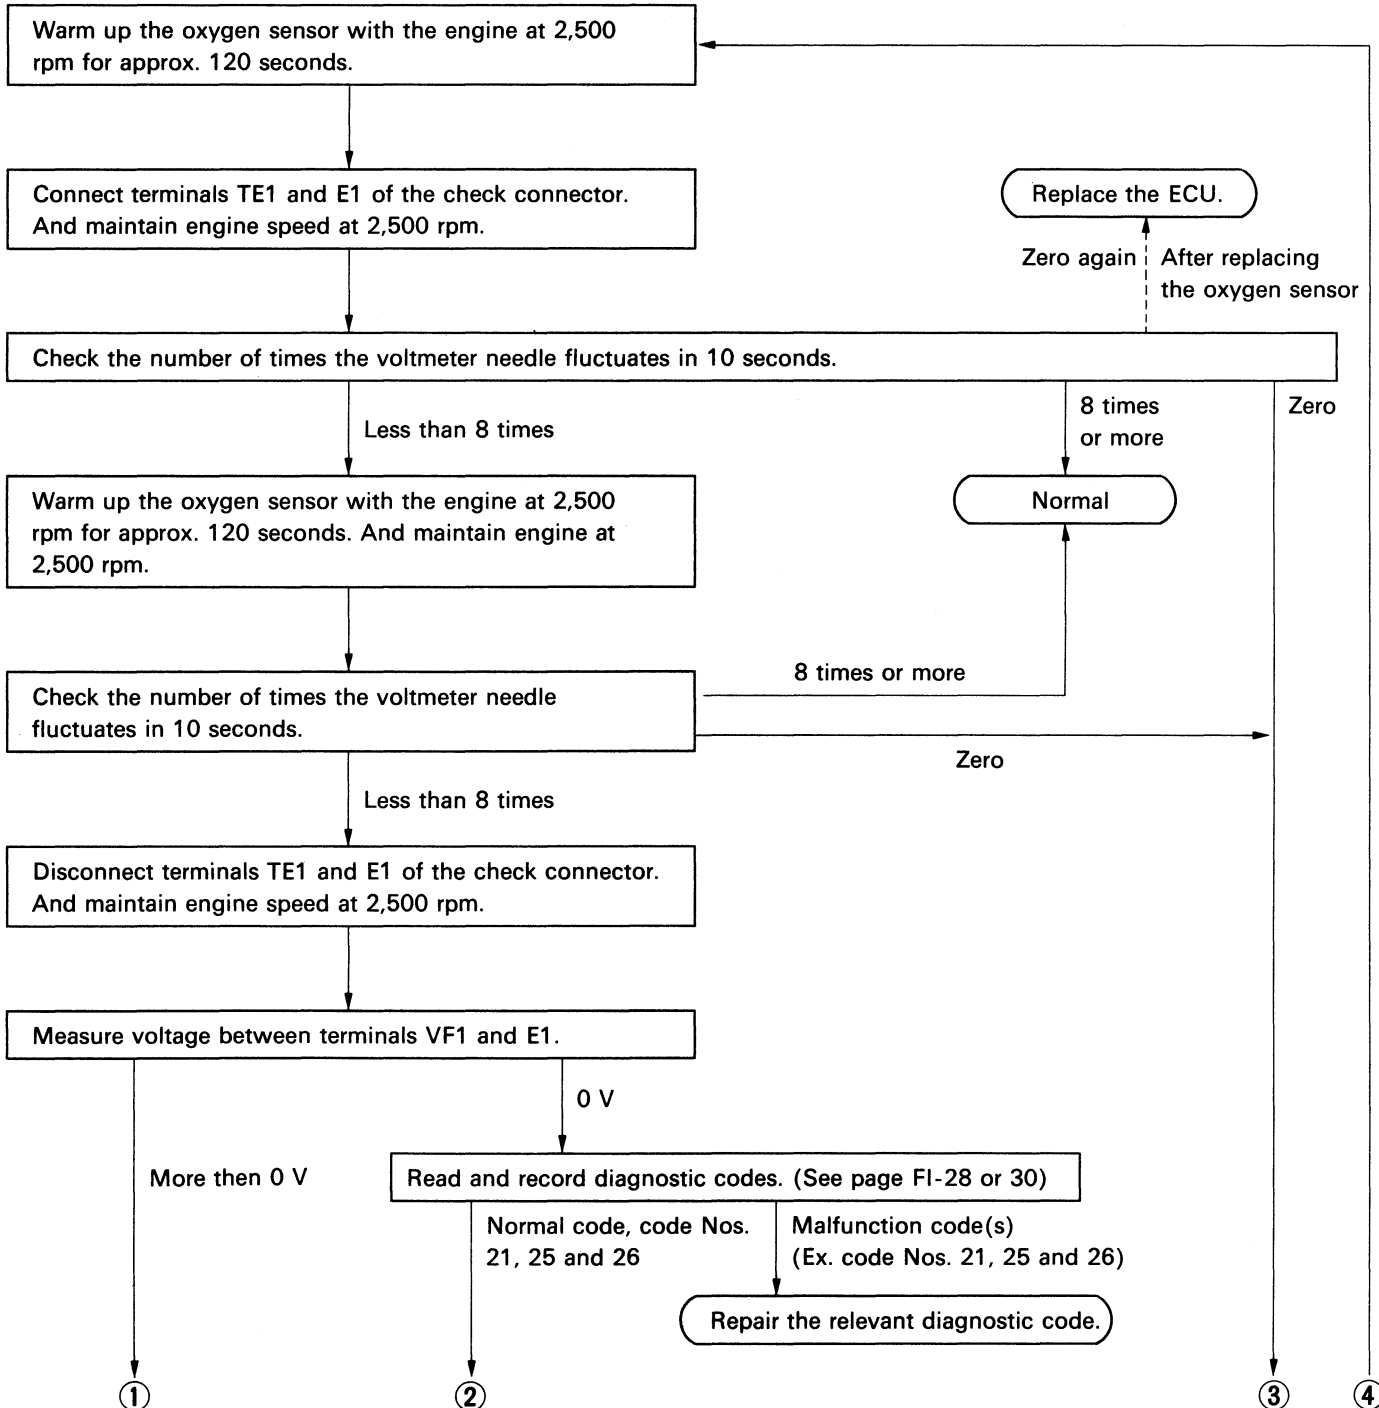 Warm up the oxygen sensor with the engine at 2,500
rpm for approx. 120 seconds.
Connect terminals TE1 and E1 of the check connector.
And maintain engine speed at 2,500 rpm.
Replace the ECU.
Zero again
After replacing
the oxygen sensor
Check the number of times the voltmeter needle fluctuates in 10 seconds.
Less than 8 times
8 times
or more
Zero
Warm up the oxygen sensor with the engine at 2,500
rpm for approx. 120 seconds. And maintain engine at
2,500 rpm.
Normal
Check the number of times the voltmeter needle
fluctuates in 10 seconds.
8 times or more
Zero
Less than 8 times
Disconnect terminals TE1 and E1 of the check connector.
And maintain engine speed at 2,500 rpm.
Measure voltage between terminals VF1 and E1.
0 V
More then 0 V
Read and record diagnostic codes. (See page FI-28 or 30)
Normal code, code Nos.
21, 25 and 26
Malfunction code(s)
(Ex. code Nos. 21, 25 and 26)
Repair the relevant diagnostic code.
① ② ③ ④